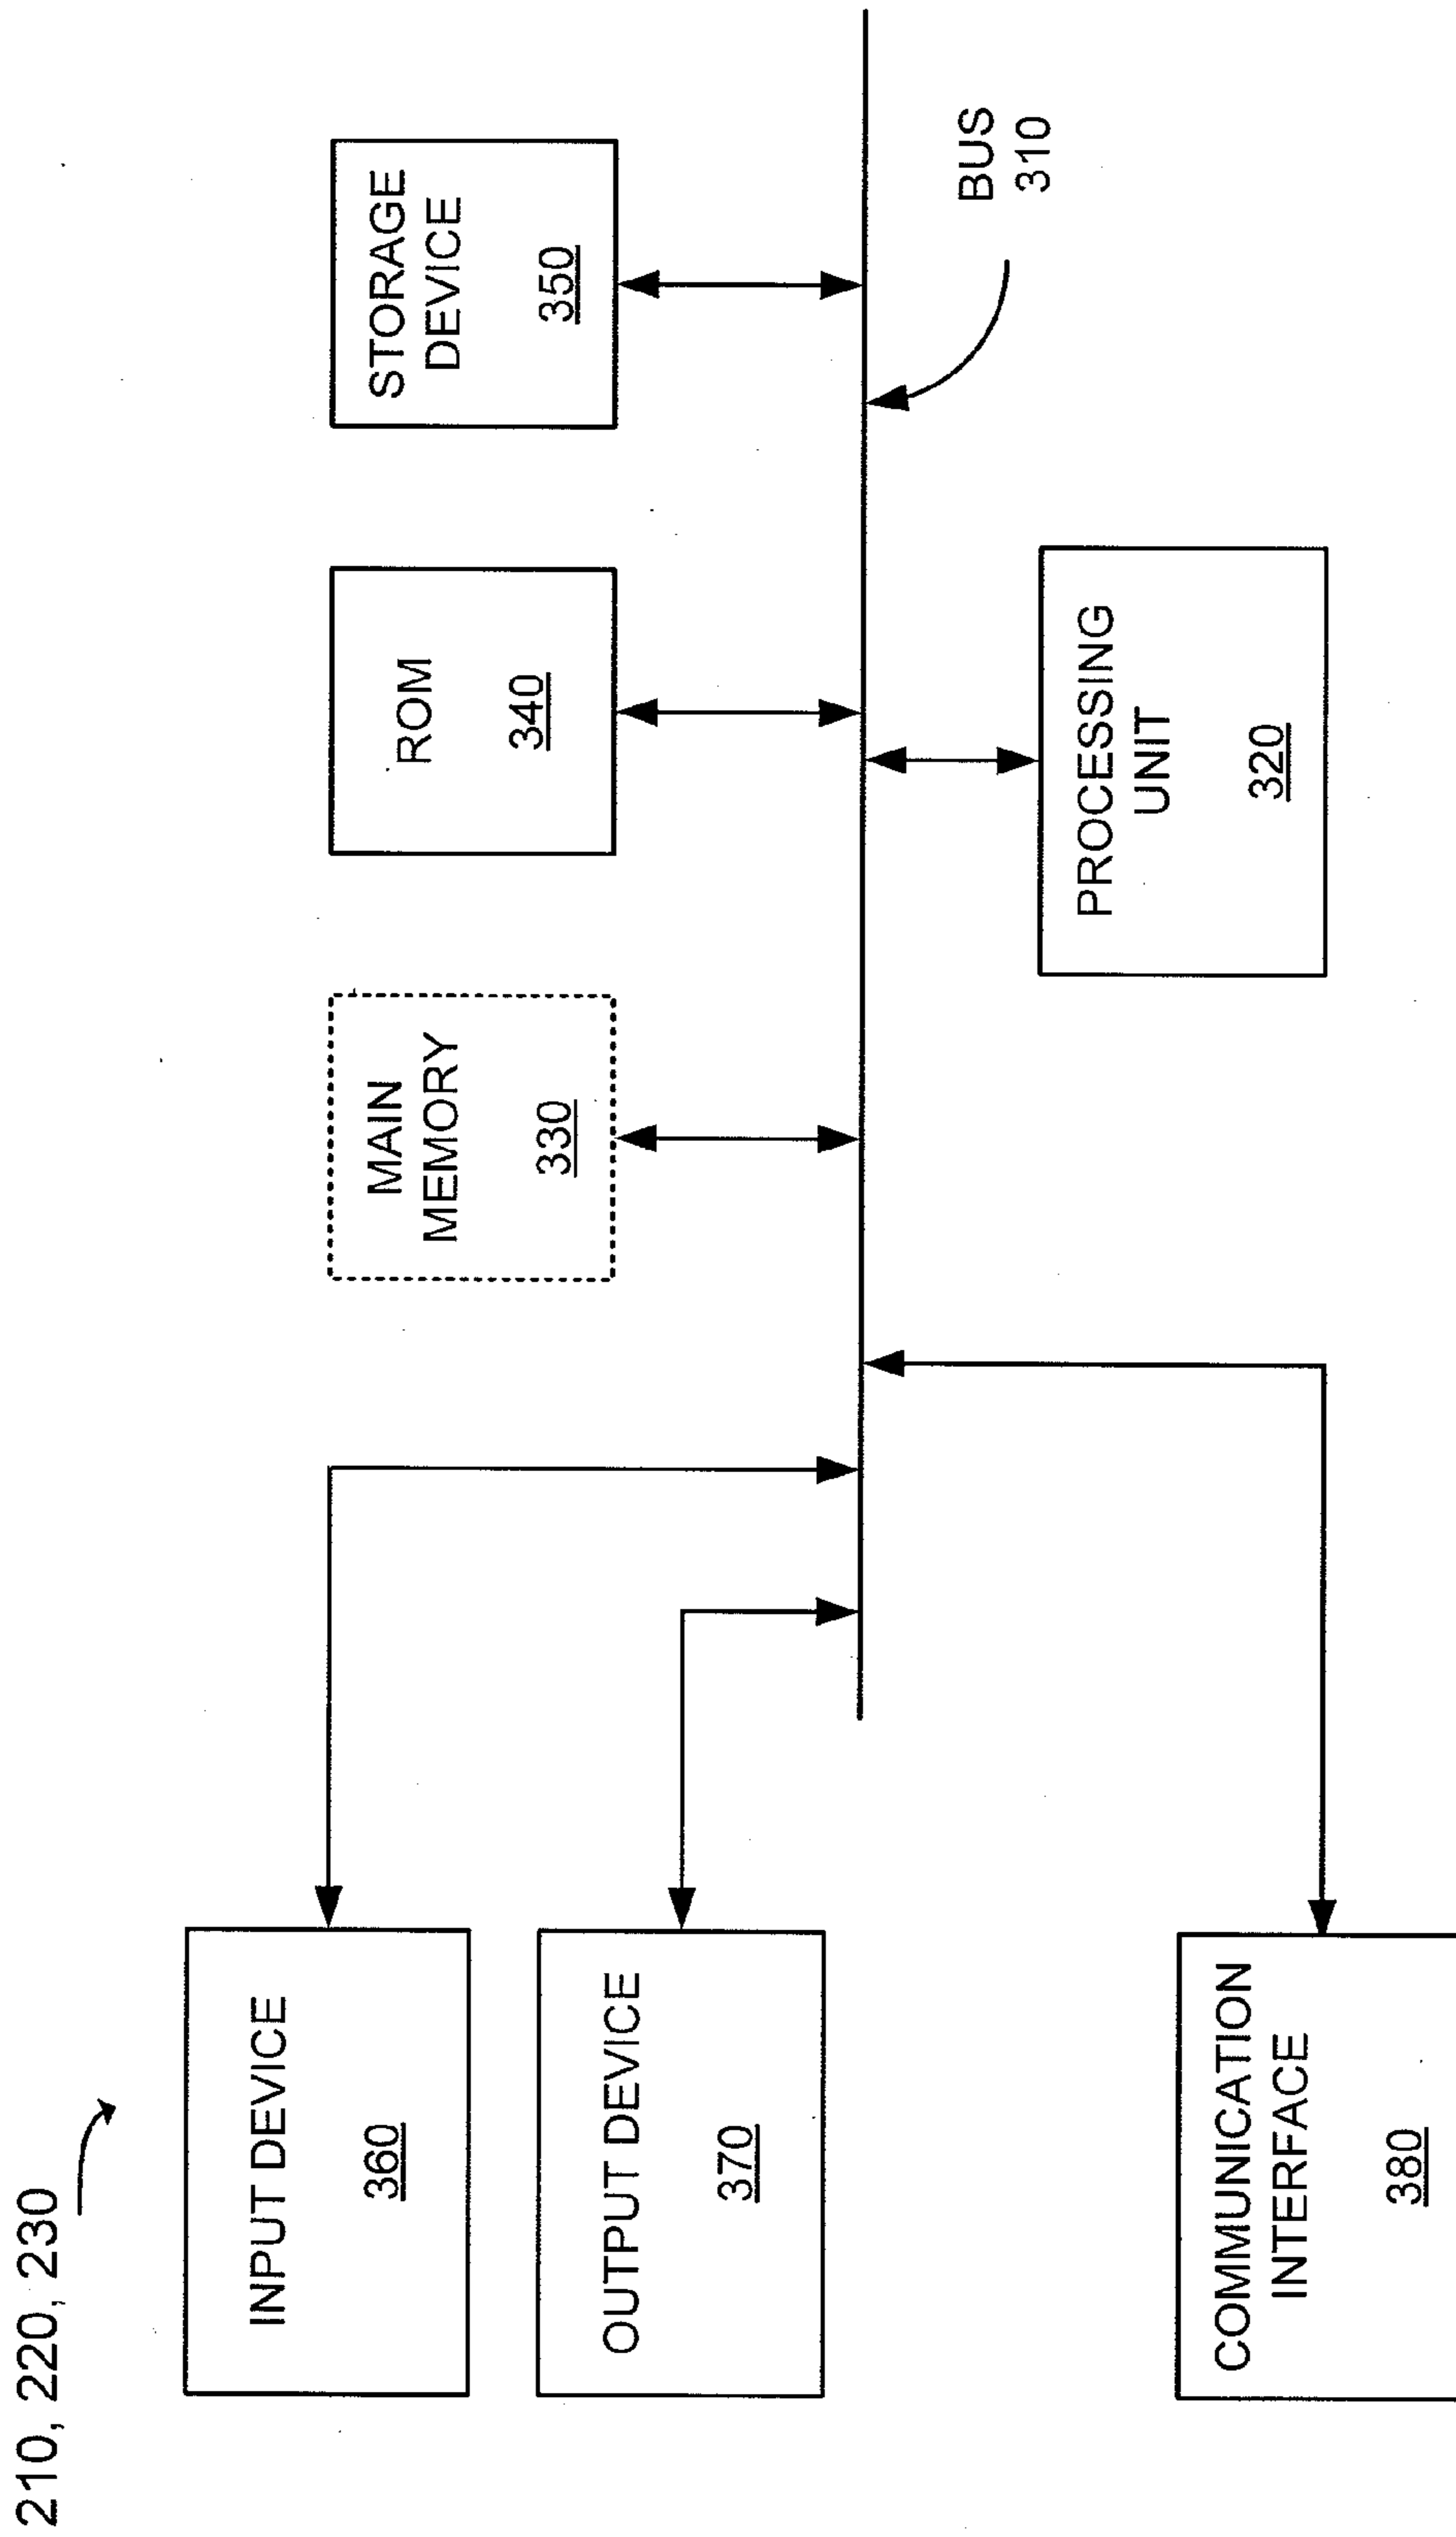 210, 220, 230
INPUT DEVICE
360
OUTPUT DEVICE
370
COMMUNICATION
INTERFACE
380
MAIN
MEMORY
330
ROM
340
STORAGE
DEVICE
350
PROCESSING
UNIT
320
BUS
310